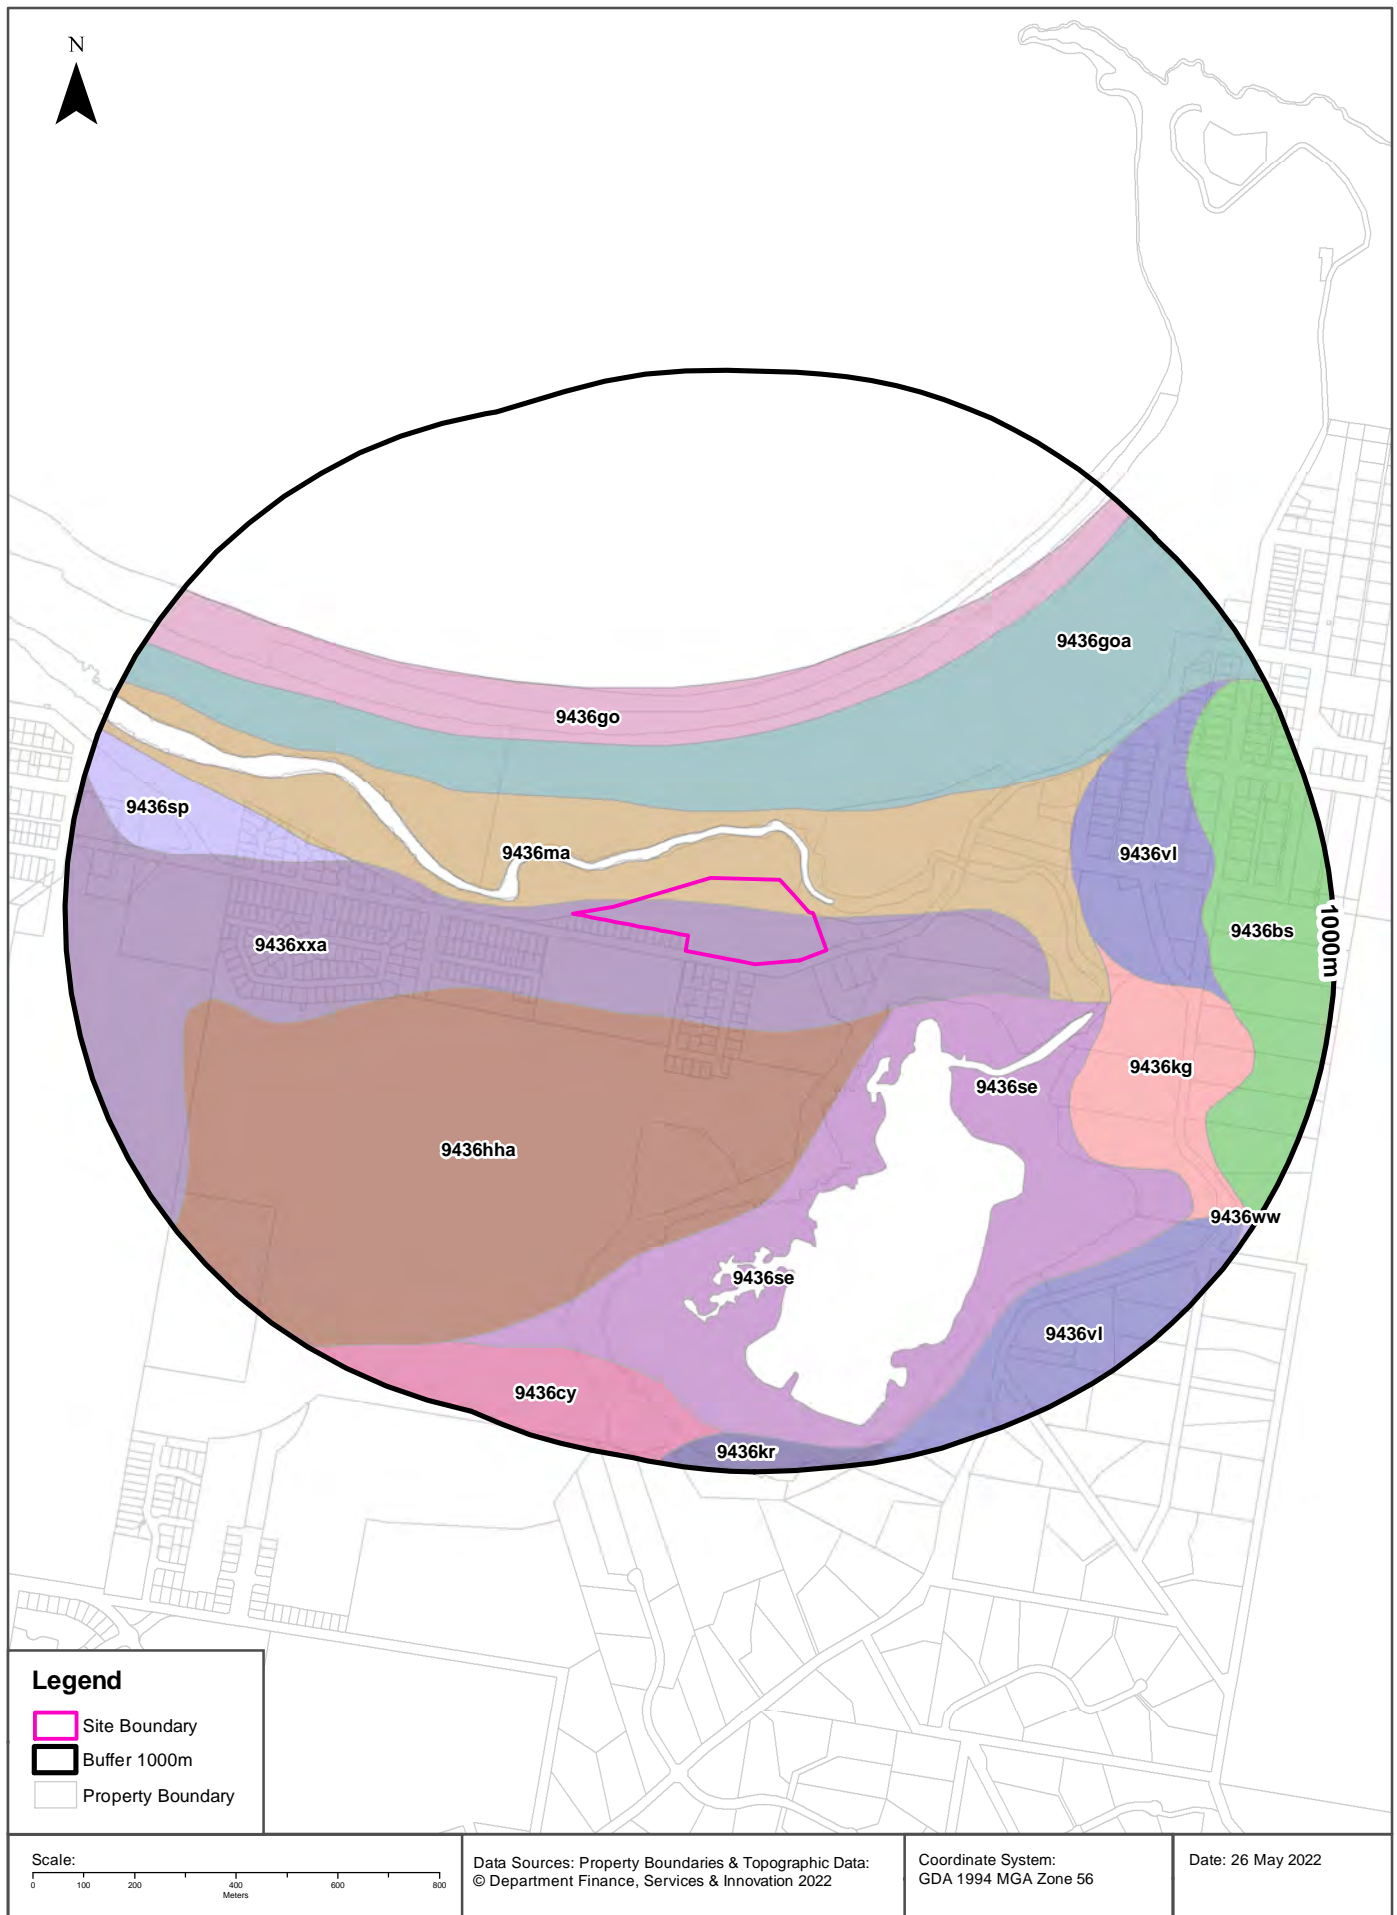 N
9436goa
9436go
9436sp
9436ma
9436vl
9436bs
1000m
9436xxa
9436kg
9436se
9436hha
9436ww
9436se
9436vl
9436cy
9436kr
Legend
Site Boundary
Buffer 1000m
Property Boundary
Scale:
0 100 200 400 600 800
Meters
Data Sources: Property Boundaries & Topographic Data:
© Department Finance, Services & Innovation 2022
Coordinate System:
GDA 1994 MGA Zone 56
Date: 26 May 2022